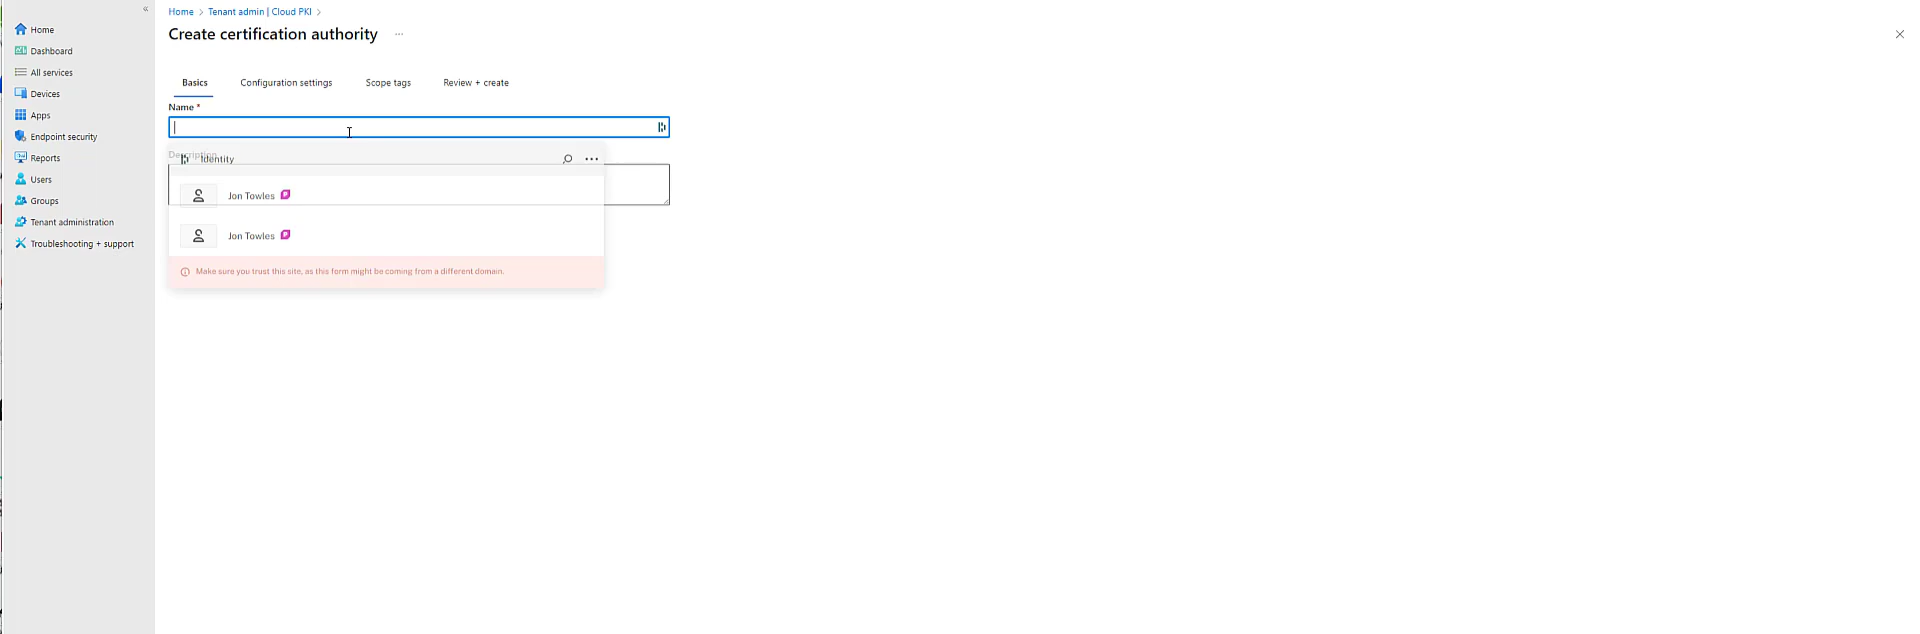 «
Home
Dashboard
All services
Devices
Apps
Endpoint security
Reports
Users
Groups
Tenant administration
Troubleshooting + support
Home > Tenant admin | Cloud PKI >
Create certification authority ...
Basics Configuration settings Scope tags Review + create
Name *
Description
Identity
Jon Towles
Jon Towles
Make sure you trust this site, as this form might be coming from a different domain.